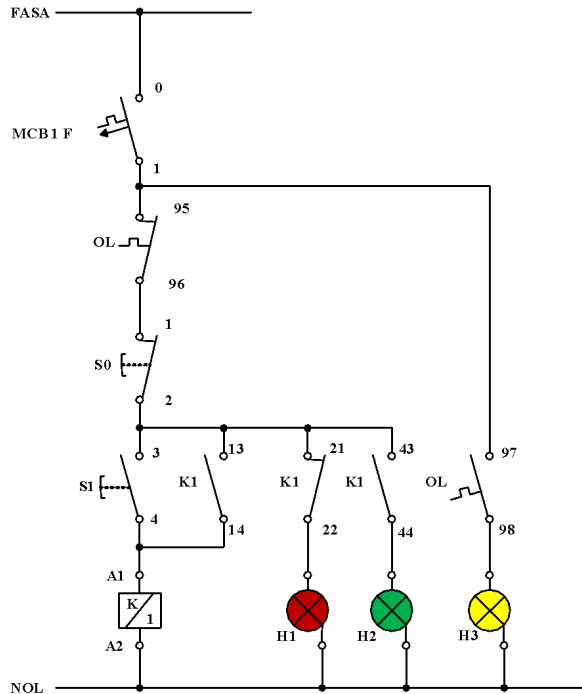 FASA
0
MCB1 F
1
95
OL
96
1
S0
2
3 13 21 43 97
S1 K1 K1 K1 OL
4 14 22 44 98
A1
K 1
H1 H2 H3
A2
NOL